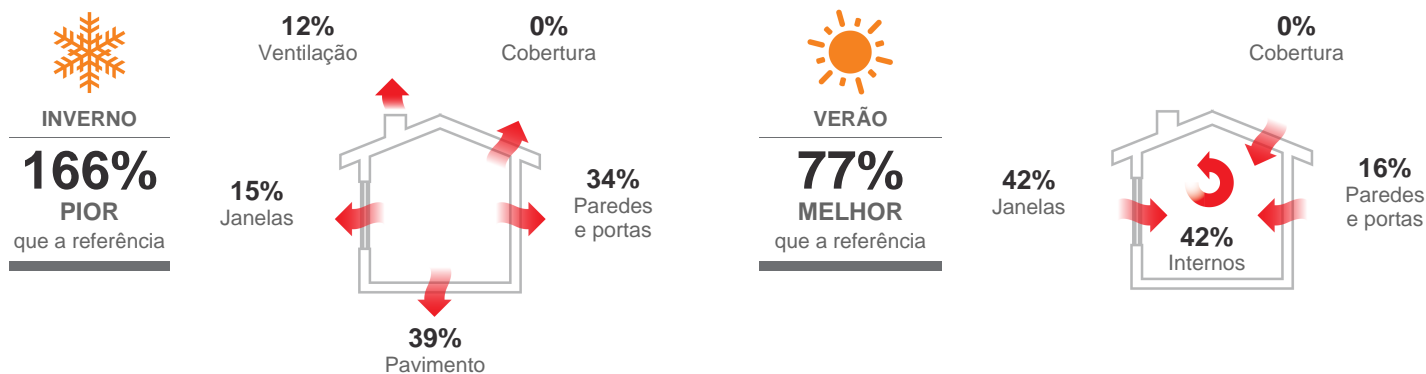 INVERNO
166%
PIOR
que a referência
12%
Ventilação
0%
Cobertura
15%
Janelas
34%
Paredes
e portas
39%
Pavimento
VERÃO
77%
MELHOR
que a referência
0%
Cobertura
42%
Janelas
16%
Paredes
e portas
42%
Internos